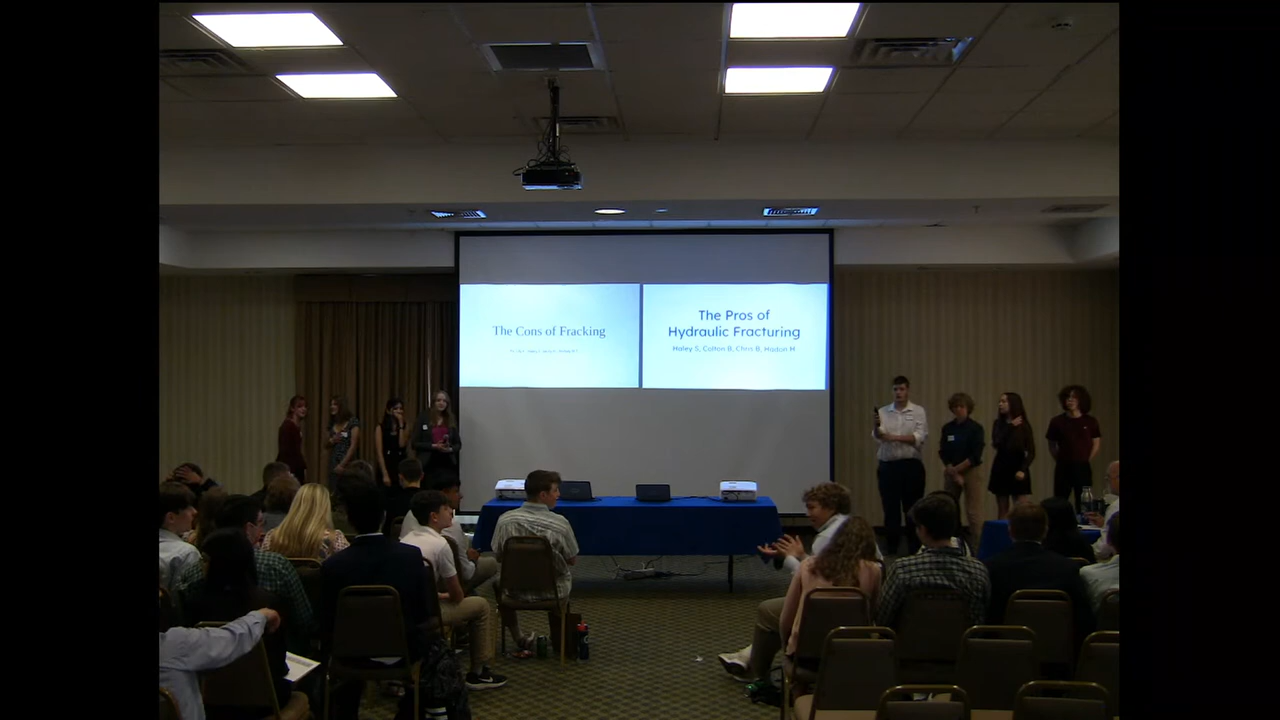 The Cons of Fracking
The Pros of
Hydraulic Fracturing
Haley S, Colton B, Chris B, Hadon H